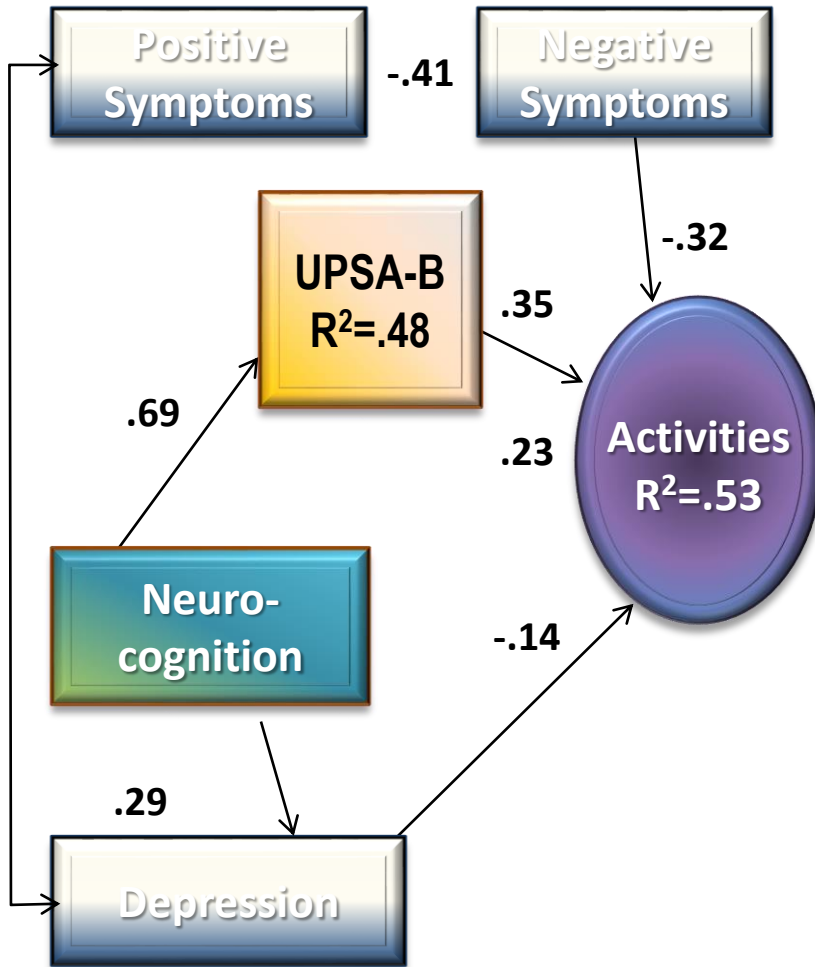 Positive
Symptoms
-.41
Negative
Symptoms
-.32
UPSA-B
R²=.48
.35
.69
.23
Activities
R²=.53
Neuro-
cognition
-.14
.29
Depression